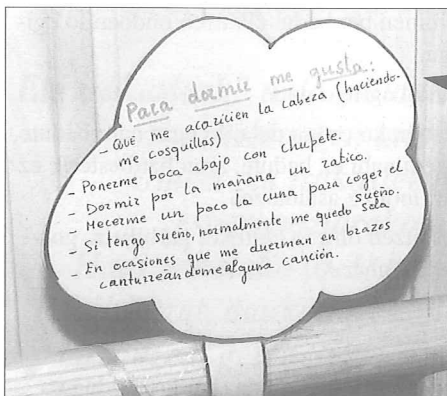 Para dormir me gusta:
- QUE me acaricien la cabeza (haciendo-
me cosquillas)
- Ponerme boca abajo con chupete.
- Dormir por la mañana un ratico.
- Mecerme un poco la cuna para coger el
sueño.
- Si tengo sueño, normalmente me quedo sola
- En ocasiones que me duerman en brazos
canturreándome alguna canción.